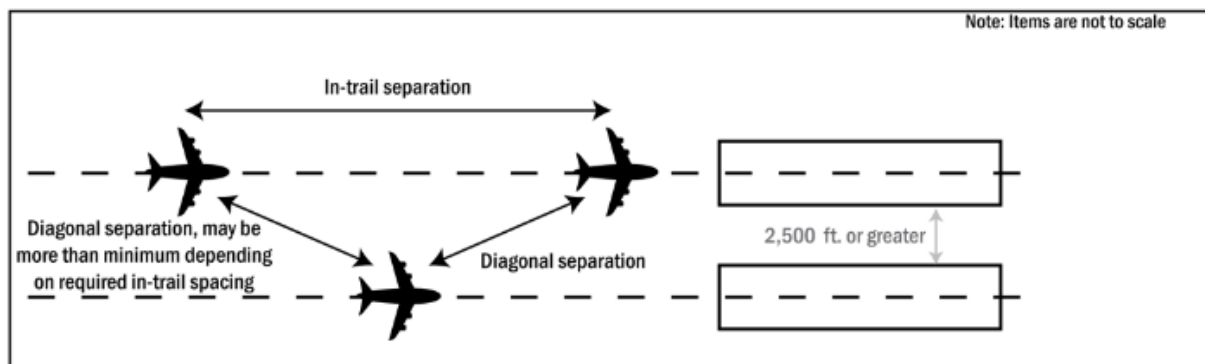 Note: Items are not to scale
In-trail separation
Diagonal separation, may be
more than minimum depending
on required in-trail spacing
Diagonal separation
2,500 ft. or greater